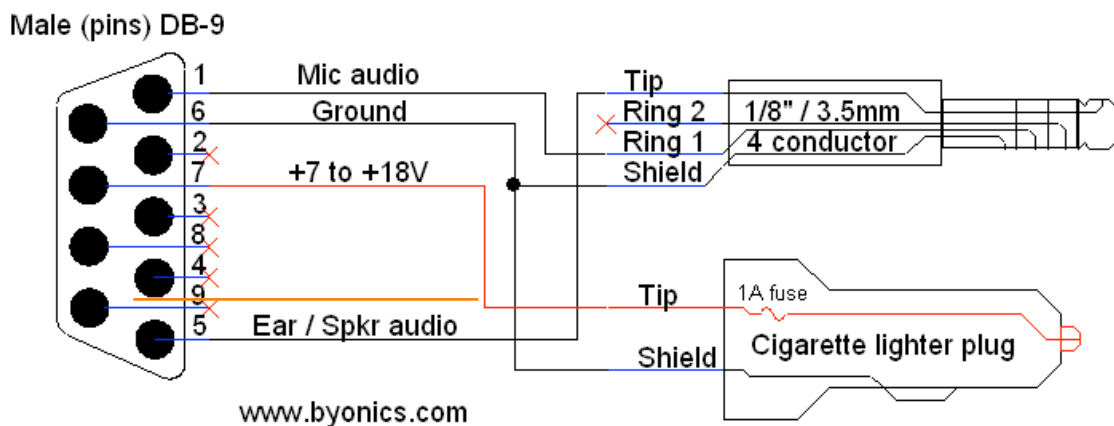 Male (pins) DB-9
1
Mic audio
6
Ground
2
7
+7 to +18V
3
8
4
9
5
Ear / Spkr audio
www.byonics.com
Tip
Ring 2
1/8" / 3.5mm
Ring 1
4 conductor
Shield
Tip
1A fuse
Cigarette lighter plug
Shield